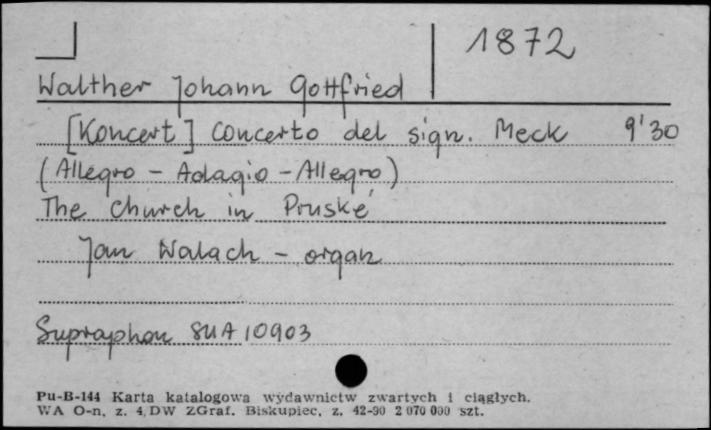 1872
Walther Johann Gottfried
[Koncert] Concerto del sign. Meck 9'30
(Allegro - Adagio - Allegro)
The Church in Pruské
Jan Walach - organ
Supraphon SUA 10903
Pu-B-144 Karta katalogowa wydawnictw zwartych i ciągłych.
WA O-n, z. 4, DW ZGraf. Biskupiec, z. 42-90 2 070 000 szt.